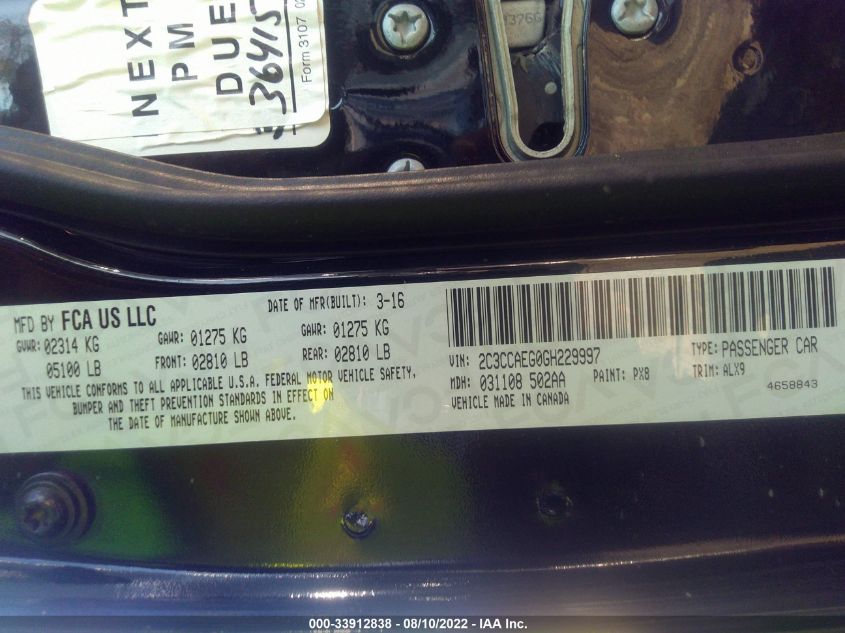 NEXT
PM
DUE
36415
Form 3107 02
MFD BY FCA US LLC
DATE OF MFR(BUILT): 3-16
GVWR: 02314 KG
05100 LB
GAWR: 01275 KG
FRONT: 02810 LB
GAWR: 01275 KG
REAR: 02810 LB
THIS VEHICLE CONFORMS TO ALL APPLICABLE U.S.A. FEDERAL MOTOR VEHICLE SAFETY,
BUMPER AND THEFT PREVENTION STANDARDS IN EFFECT ON
THE DATE OF MANUFACTURE SHOWN ABOVE.
VIN: 2C3CCAEG0GH229997
TYPE: PASSENGER CAR
MDH: 031108 502AA
PAINT: PX8
TRIM: ALX9
VEHICLE MADE IN CANADA
4658843
000-33912838 - 08/10/2022 - IAA Inc.